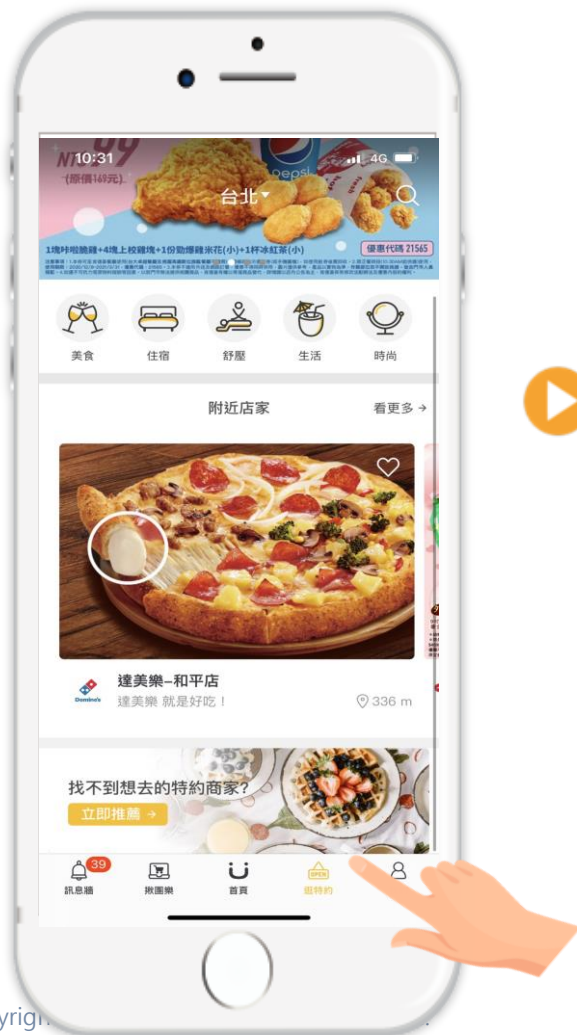 10:31
4G
NT$99
(原價169元)
台北
pepsi
1塊咔啦脆雞+4塊上校雞塊+1份勁爆雞米花(小)+1杯冰紅茶(小)
優惠代碼 21565
美食
住宿
舒壓
生活
時尚
附近店家
看更多 →
達美樂–和平店
Domino's
達美樂 就是好吃！
336 m
找不到想去的特約商家?
立即推薦 →
39
OPEN
訊息牆
揪團樂
首頁
逛特約